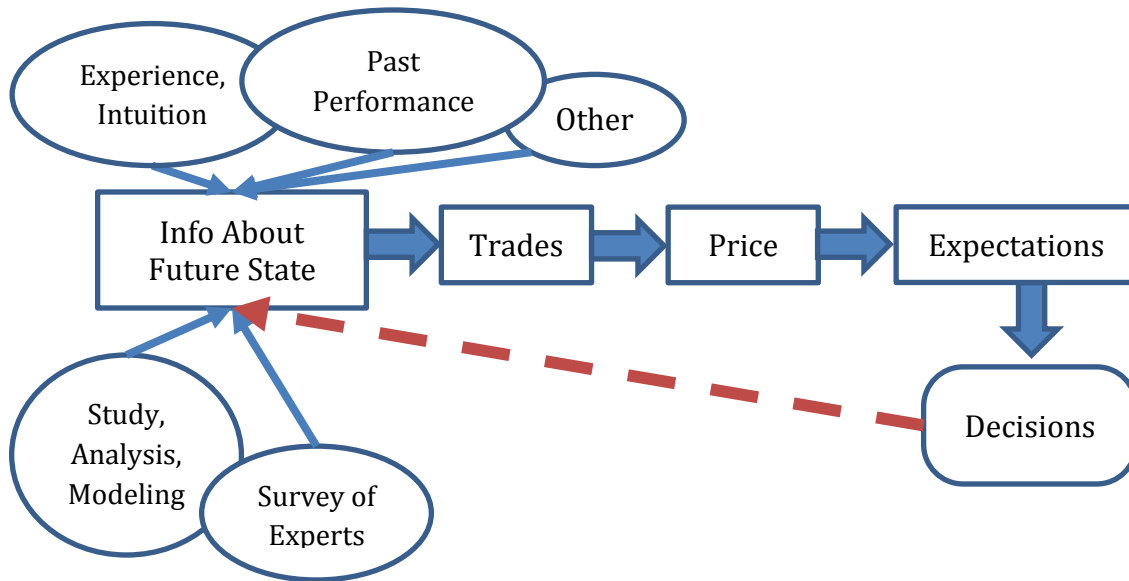 Experience,
Intuition
Past
Performance
Other
Info About
Future State
Trades
Price
Expectations
Study,
Analysis,
Modeling
Survey of
Experts
Decisions